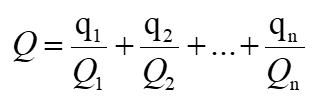 Q = q₁/Q₁ + q₂/Q₂ + ... + qₙ/Qₙ